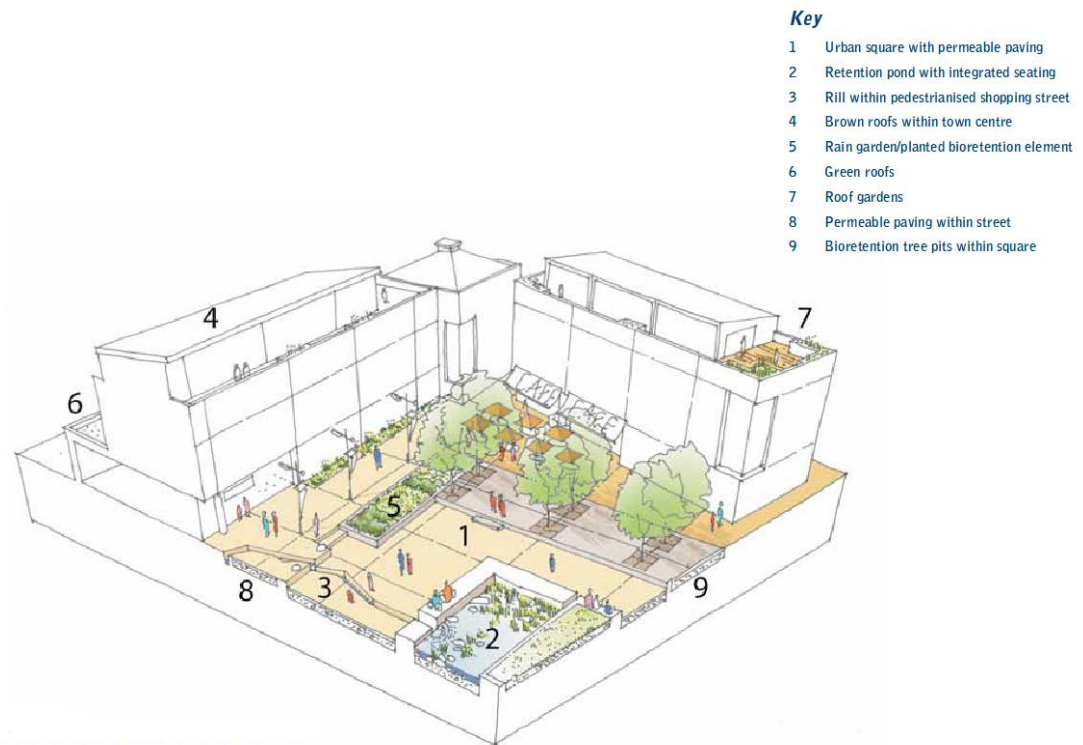 Key
1 Urban square with permeable paving
2 Retention pond with integrated seating
3 Rill within pedestrianised shopping street
4 Brown roofs within town centre
5 Rain garden/planted bioretention element
6 Green roofs
7 Roof gardens
8 Permeable paving within street
9 Bioretention tree pits within square
4
7
6
5
1
8
3
9
2